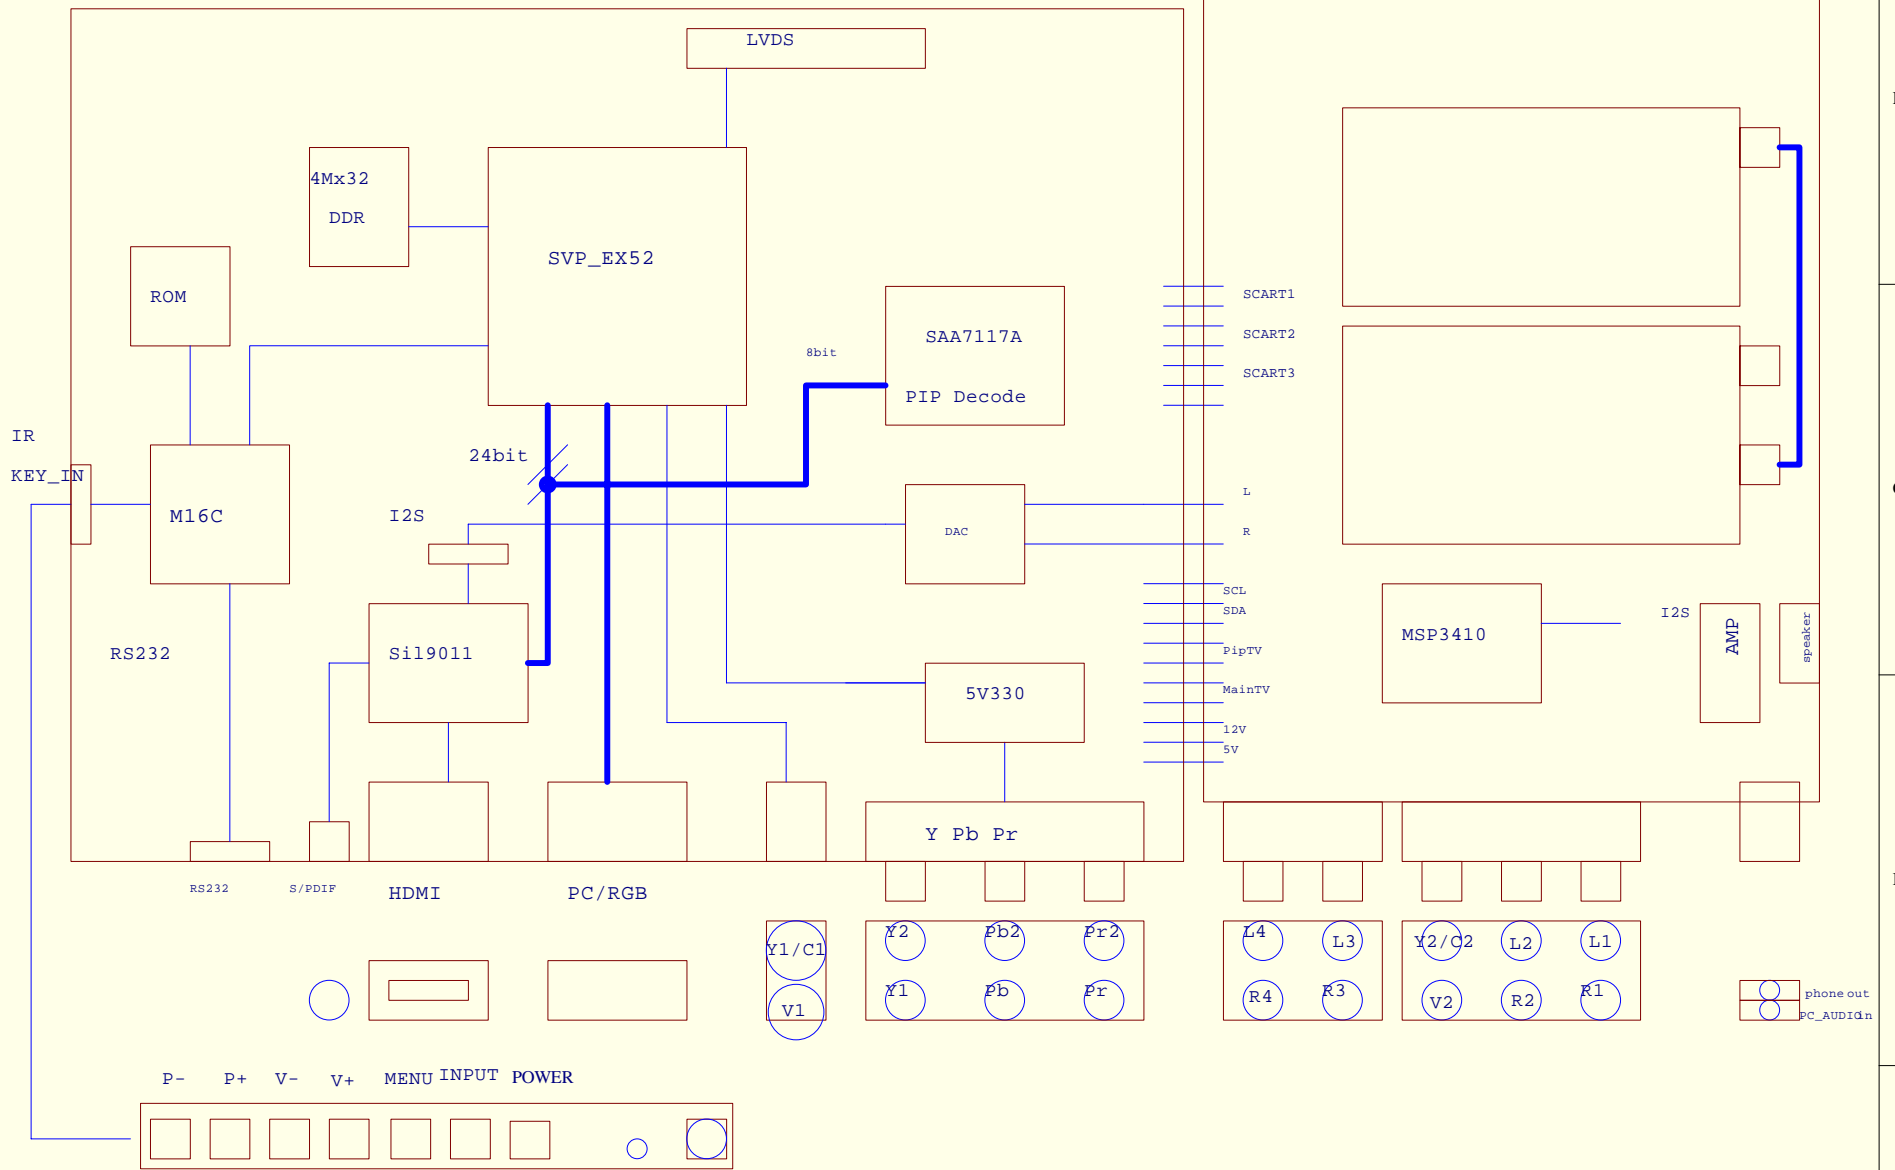 LVDS
4Mx32
DDR
SVP_EX52
ROM
SAA7117A
PIP Decode
8bit
SCART1
SCART2
SCART3
IR
KEY_IN
24bit
M16C
I2S
DAC
L
R
SCL
SDA
PipTV
MainTV
12V
5V
RS232
Sil9011
5V330
MSP3410
I2S
AMP
speaker
Y Pb Pr
RS232
S/PDIF
HDMI
PC/RGB
Y1/C1
V1
Y2 Pb2 Pr2
Y1 Pb Pr
L4 L3
R4 R3
Y2/C2 L2 L1
V2 R2 R1
phone out
PC_AUDIOin
P- P+ V- V+ MENU INPUT POWER